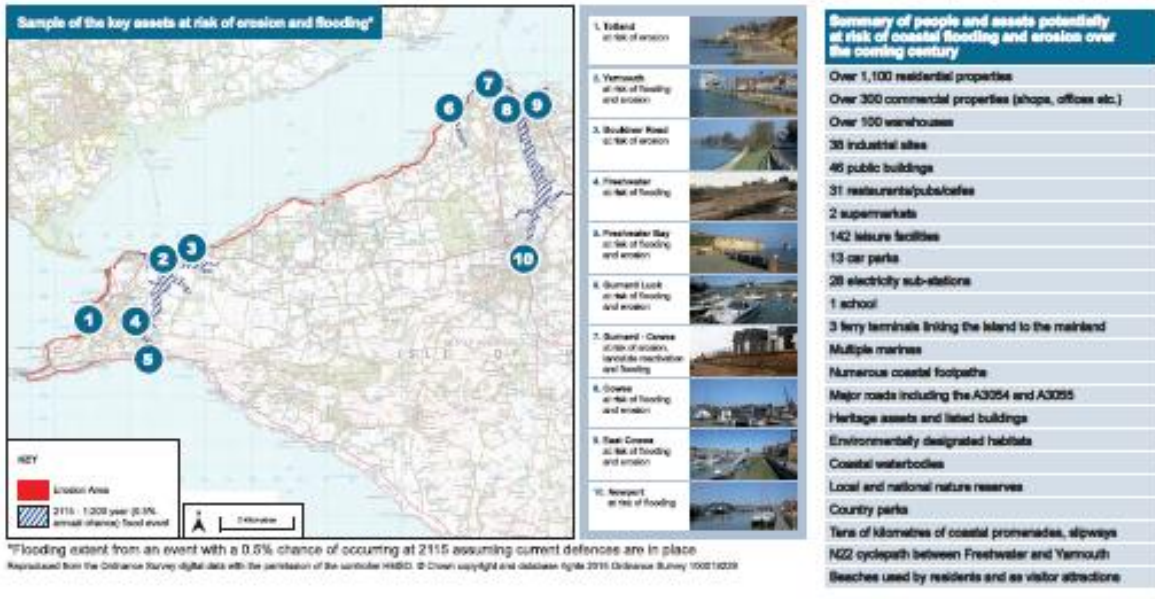 Sample of the key assets at risk of erosion and flooding*
1
2
3
4
5
6
7
8
9
10
ISLE OF
KEY
Erosion Area
2115 - 1:200 year (0.5%
annual chance) flood event
*Flooding extent from an event with a 0.5% chance of occurring at 2115 assuming current defences are in place
Reproduced from the Ordnance Survey digital data with the permission of the controller HMSO. © Crown copyright and database rights 2015 Ordnance Survey
1. Totland
at risk of erosion
2. Yarmouth
at risk of flooding
and erosion
3. Bouldnor Road
at risk of erosion
4. Freshwater
at risk of flooding
5. Freshwater Bay
at risk of flooding
and erosion
6. Gurnard Luck
at risk of flooding
and erosion
7. Gurnard - Cowes
at risk of erosion,
landslide reactivation
and flooding
8. Cowes
at risk of flooding
and erosion
9. East Cowes
at risk of flooding
and erosion
10. Newport
at risk of flooding
Summary of people and assets potentially
at risk of coastal flooding and erosion over
the coming century
Over 1,100 residential properties
Over 300 commercial properties (shops, offices etc.)
Over 100 warehouses
38 industrial sites
46 public buildings
31 restaurants/pubs/cafes
2 supermarkets
142 leisure facilities
13 car parks
28 electricity sub-stations
1 school
3 ferry terminals linking the island to the mainland
Multiple marinas
Numerous coastal footpaths
Major roads including the A3054 and A3055
Heritage assets and listed buildings
Environmentally designated habitats
Coastal waterbodies
Local and national nature reserves
Country parks
Tens of kilometres of coastal promenades, slipways
N22 cyclepath between Freshwater and Yarmouth
Beaches used by residents and as visitor attractions